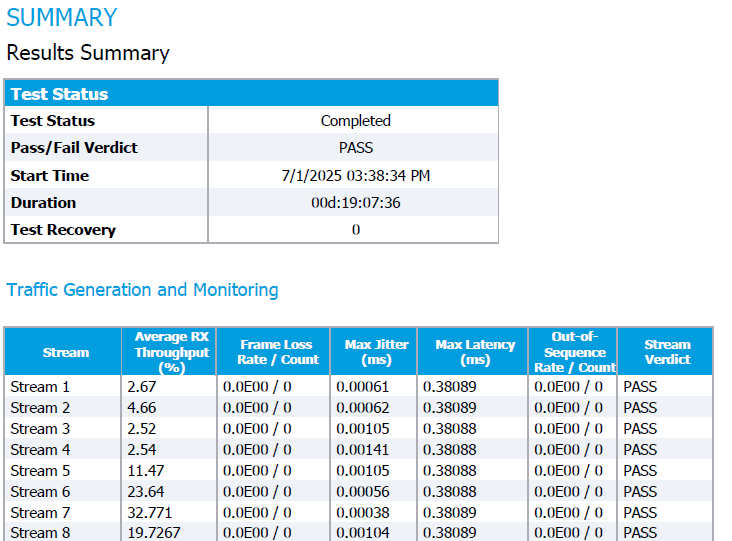 SUMMARY
Results Summary
Test Status
Test Status Completed
Pass/Fail Verdict PASS
Start Time 7/1/2025 03:38:34 PM
Duration 00d:19:07:36
Test Recovery 0
Traffic Generation and Monitoring
Stream Average RX Throughput (%) Frame Loss Rate / Count Max Jitter (ms) Max Latency (ms) Out-of-Sequence Rate / Count Stream Verdict
Stream 1 2.67 0.0E00 / 0 0.00061 0.38089 0.0E00 / 0 PASS
Stream 2 4.66 0.0E00 / 0 0.00062 0.38089 0.0E00 / 0 PASS
Stream 3 2.52 0.0E00 / 0 0.00105 0.38088 0.0E00 / 0 PASS
Stream 4 2.54 0.0E00 / 0 0.00141 0.38088 0.0E00 / 0 PASS
Stream 5 11.47 0.0E00 / 0 0.00105 0.38088 0.0E00 / 0 PASS
Stream 6 23.64 0.0E00 / 0 0.00056 0.38088 0.0E00 / 0 PASS
Stream 7 32.771 0.0E00 / 0 0.00038 0.38089 0.0E00 / 0 PASS
Stream 8 19.7267 0.0E00 / 0 0.00104 0.38089 0.0E00 / 0 PASS